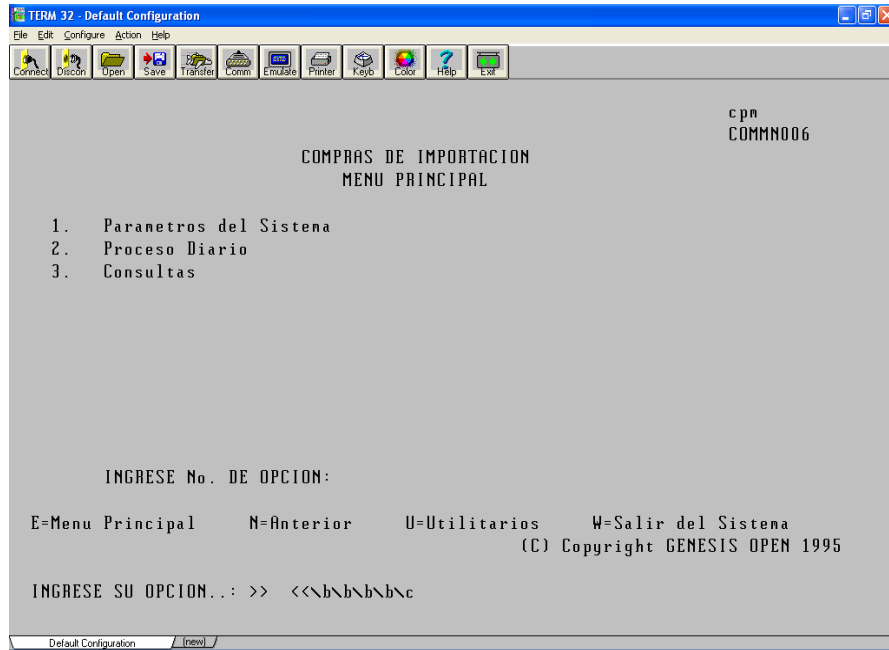 TERM 32 - Default Configuration
File Edit Configure Action Help
Connect Discon Open Save Transfer Comm Emulate Printer Keyb Color Help Exit
cpm
COMMN006
COMPRAS DE IMPORTACION
MENU PRINCIPAL
1. Parametros del Sistema
2. Proceso Diario
3. Consultas
INGRESE No. DE OPCION:
E=Menu Principal N=Anterior U=Utilitarios W=Salir del Sistema
(C) Copyright GENESIS OPEN 1995
INGRESE SU OPCION..: >> <<\b\b\b\b\c
Default Configuration (new)